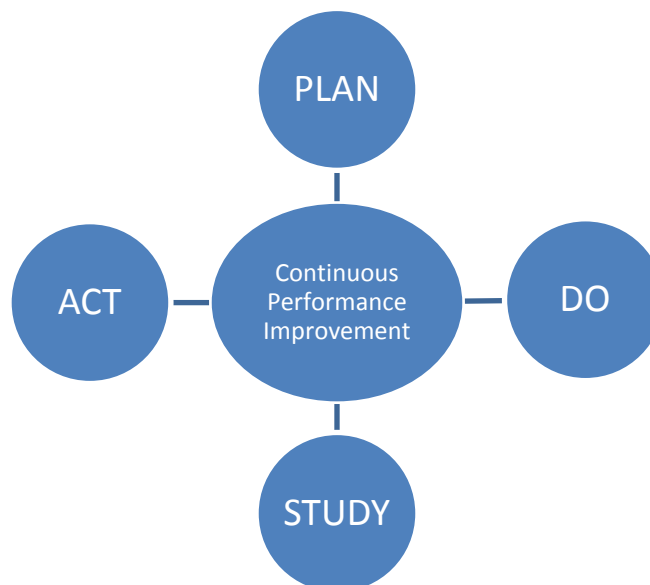 PLAN
ACT
Continuous
Performance
Improvement
DO
STUDY